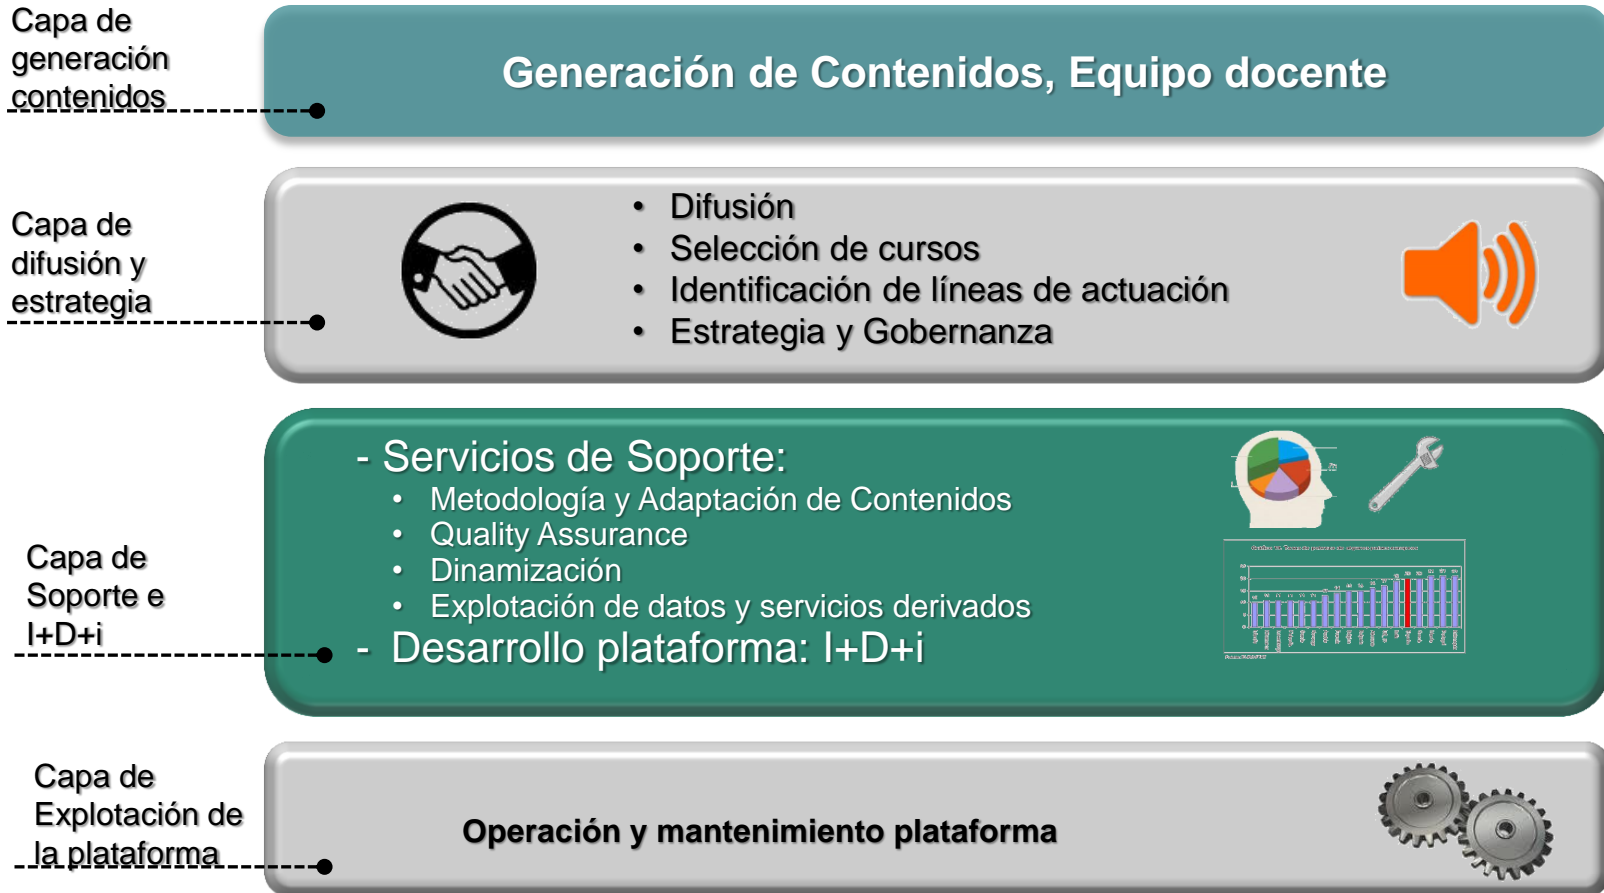 Capa de
generación
contenidos
Generación de Contenidos, Equipo docente
Capa de
difusión y
estrategia
• Difusión
• Selección de cursos
• Identificación de líneas de actuación
• Estrategia y Gobernanza
Capa de
Soporte e
I+D+i
- Servicios de Soporte:
• Metodología y Adaptación de Contenidos
• Quality Assurance
• Dinamización
• Explotación de datos y servicios derivados
- Desarrollo plataforma: I+D+i
Capa de
Explotación de
la plataforma
Operación y mantenimiento plataforma